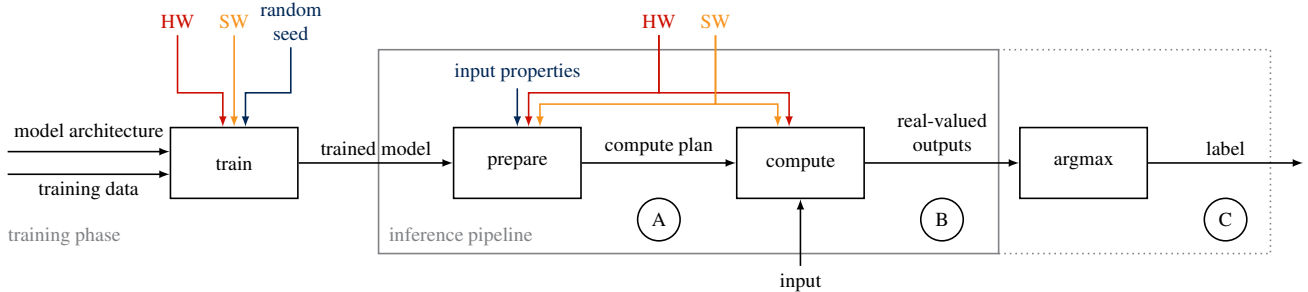 HW
SW
random
seed
HW
SW
input properties
model architecture
training data
train
trained model
prepare
compute plan
compute
real-valued
outputs
argmax
label
A
B
C
training phase
inference pipeline
input